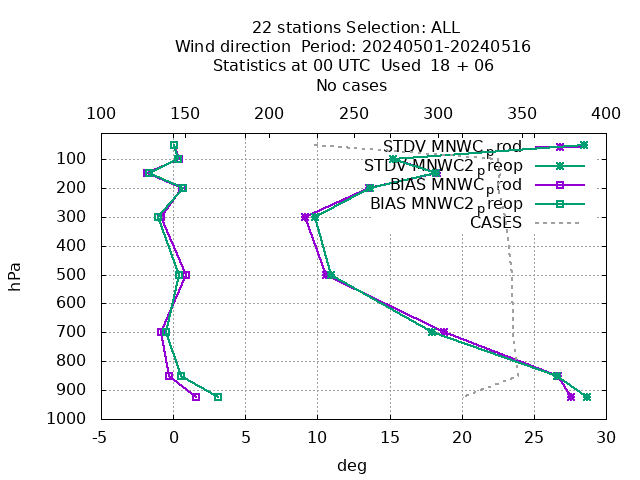 22 stations Selection: ALL
Wind direction  Period: 20240501-20240516
Statistics at 00 UTC  Used  18 + 06
No cases
100 150 200 250 300 350 400
STDV MNWC_prod
STDV MNWC2_preop
BIAS MNWC_prod
BIAS MNWC2_preop
CASES
100
200
300
400
500
600
700
800
900
1000
hPa
-5 0 5 10 15 20 25 30
deg